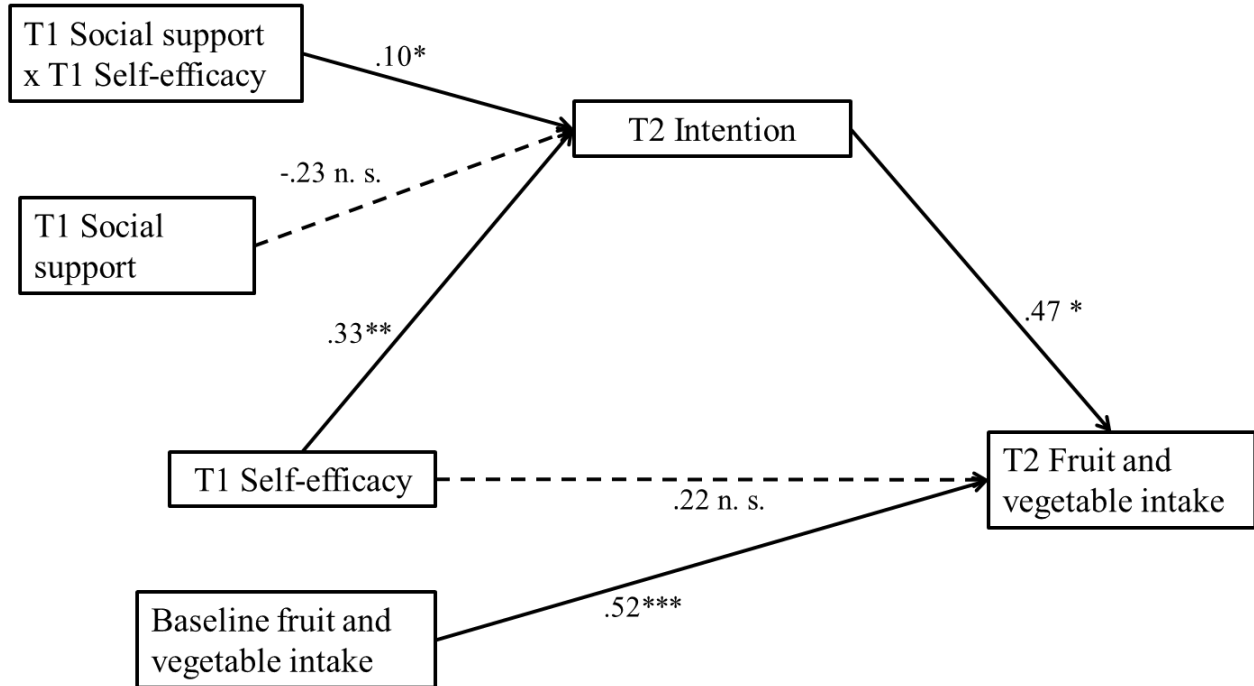 T1 Social support
x T1 Self-efficacy
.10*
T2 Intention
-.23 n. s.
T1 Social
support
.33**
.47 *
T1 Self-efficacy
.22 n. s.
T2 Fruit and
vegetable intake
Baseline fruit and
vegetable intake
.52***